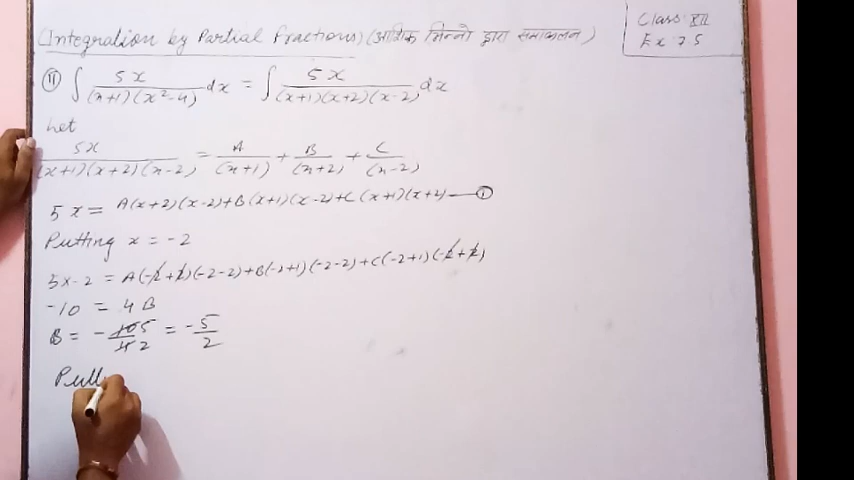 (Integration by Partial Fractions) (आंशिक भिन्नो द्वारा समाकलन)
Class XII
Ex 7 5
11 ∫ 5x/((x+1)(x²-4)) dx = ∫ 5x/((x+1)(x+2)(x-2)) dx
Let
5x/((x+1)(x+2)(x-2)) = A/(x+1) + B/(x+2) + C/(x-2)
5x = A(x+2)(x-2)+B(x+1)(x-2)+C(x+1)(x+2) — 1
Putting x = -2
5x-2 = A(-2+2)(-2-2)+B(-2+1)(-2-2)+C(-2+1)(-2+2)
-10 = 4B
B = -10 5/4 2 = -5/2
Putt